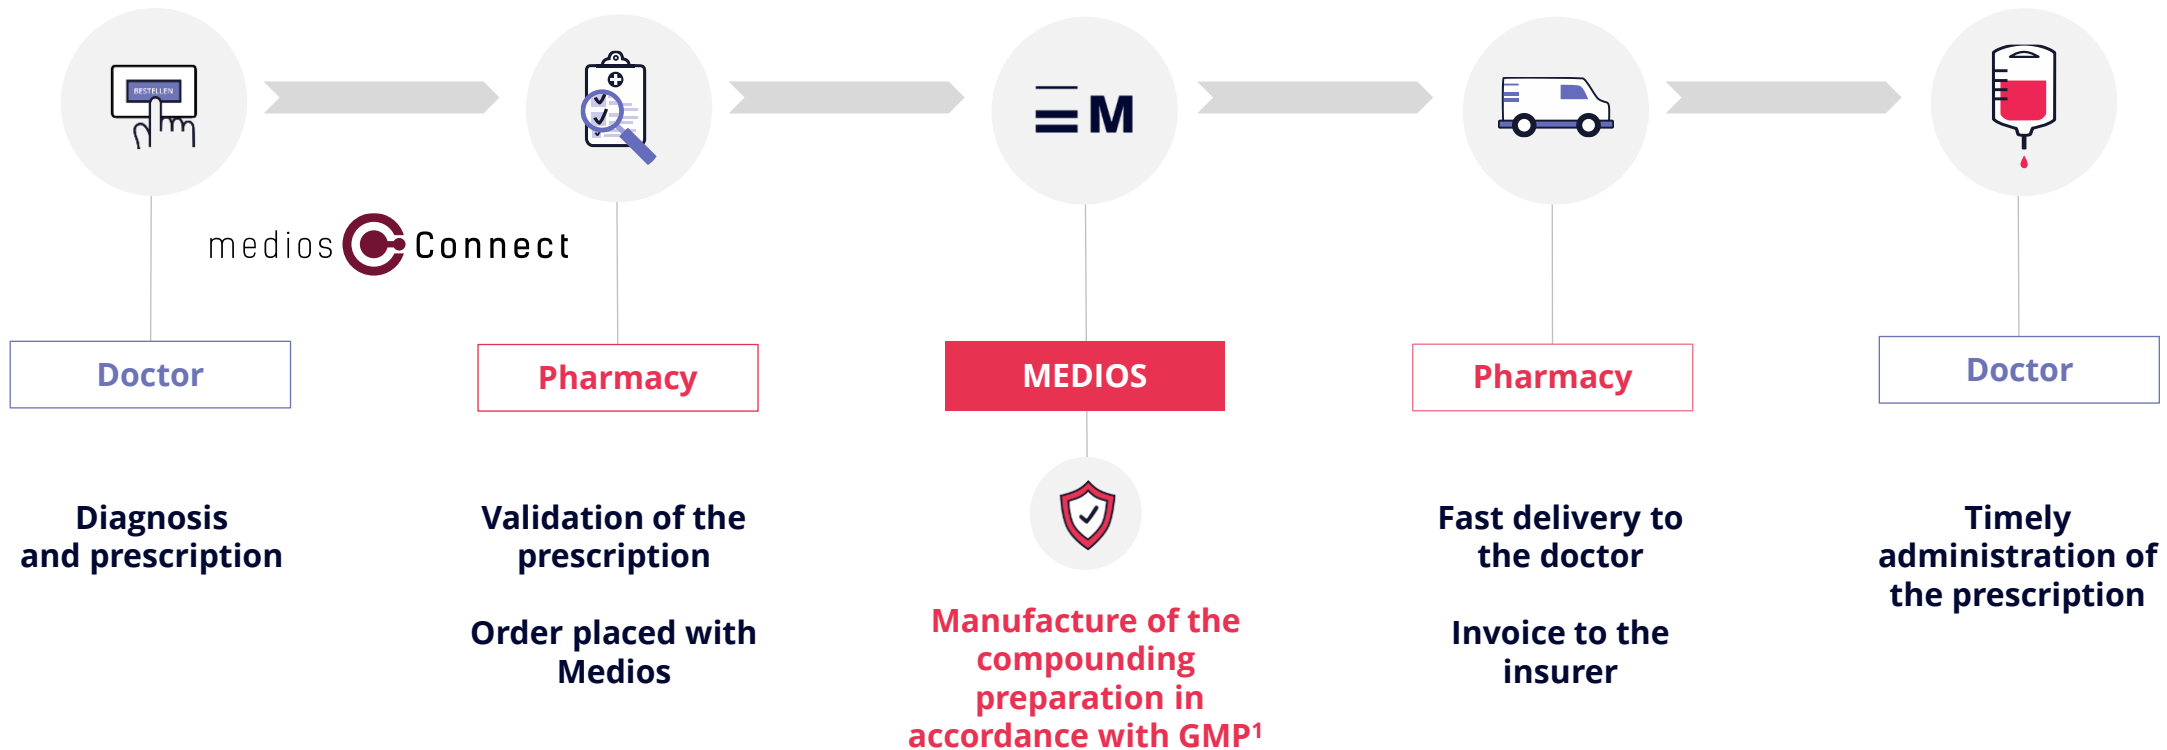 BESTELLEN
M
medios Connect
Doctor
Pharmacy
MEDIOS
Pharmacy
Doctor
Diagnosis
and prescription
Validation of the
prescription
Order placed with
Medios
Manufacture of the
compounding
preparation in
accordance with GMP¹
Fast delivery to
the doctor
Invoice to the
insurer
Timely
administration of
the prescription